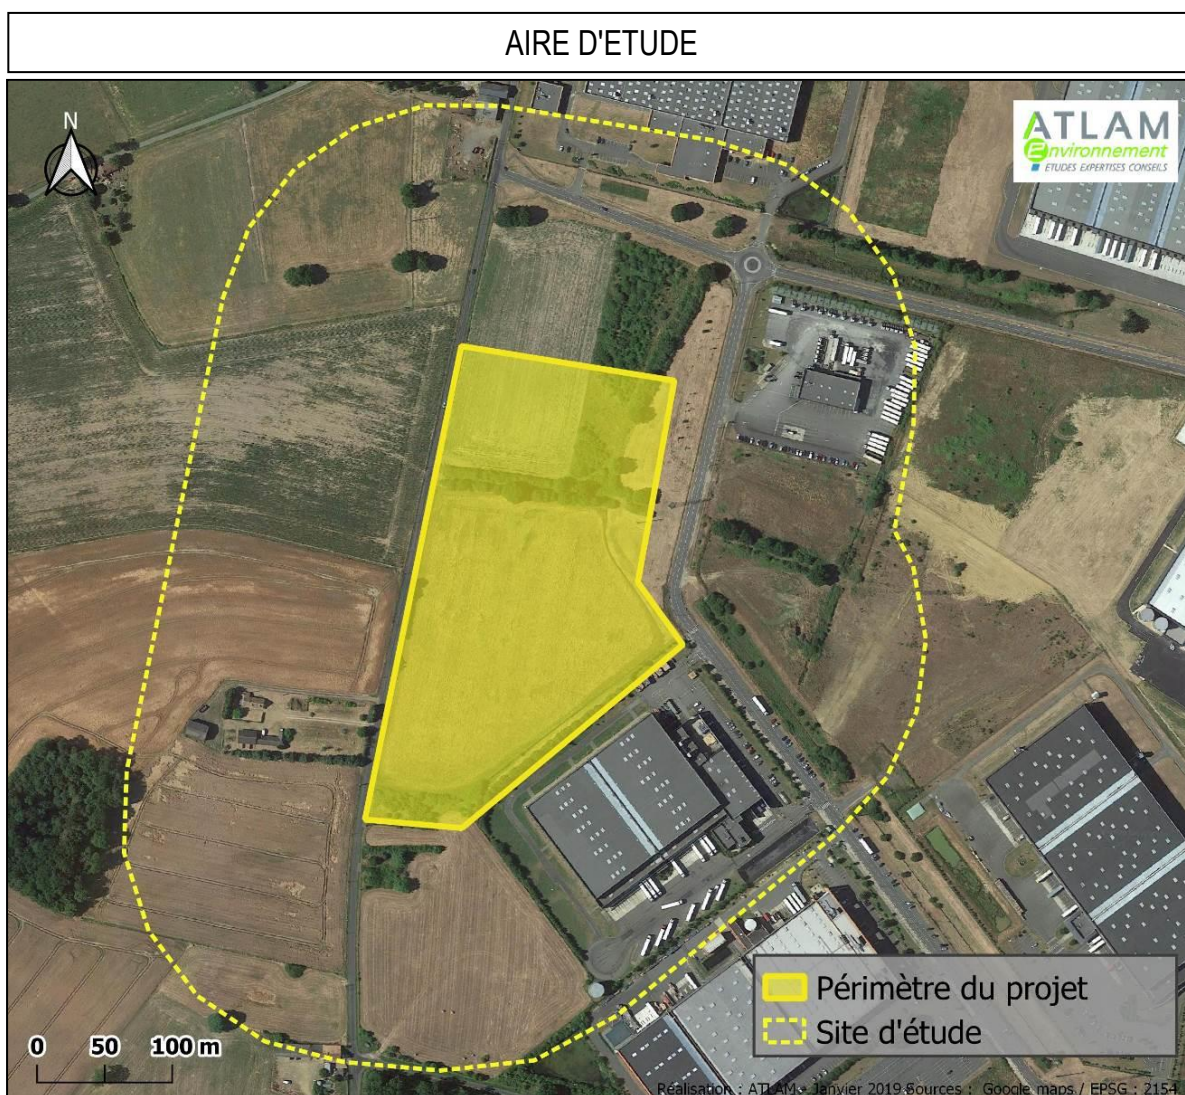 AIRE D'ETUDE
N
ATLAM
Environnement
ETUDES EXPERTISES CONSEILS
Périmètre du projet
Site d'étude
0 50 100 m
Réalisation : ATLAM - Janvier 2019 Sources : Google maps / EPSG : 2154